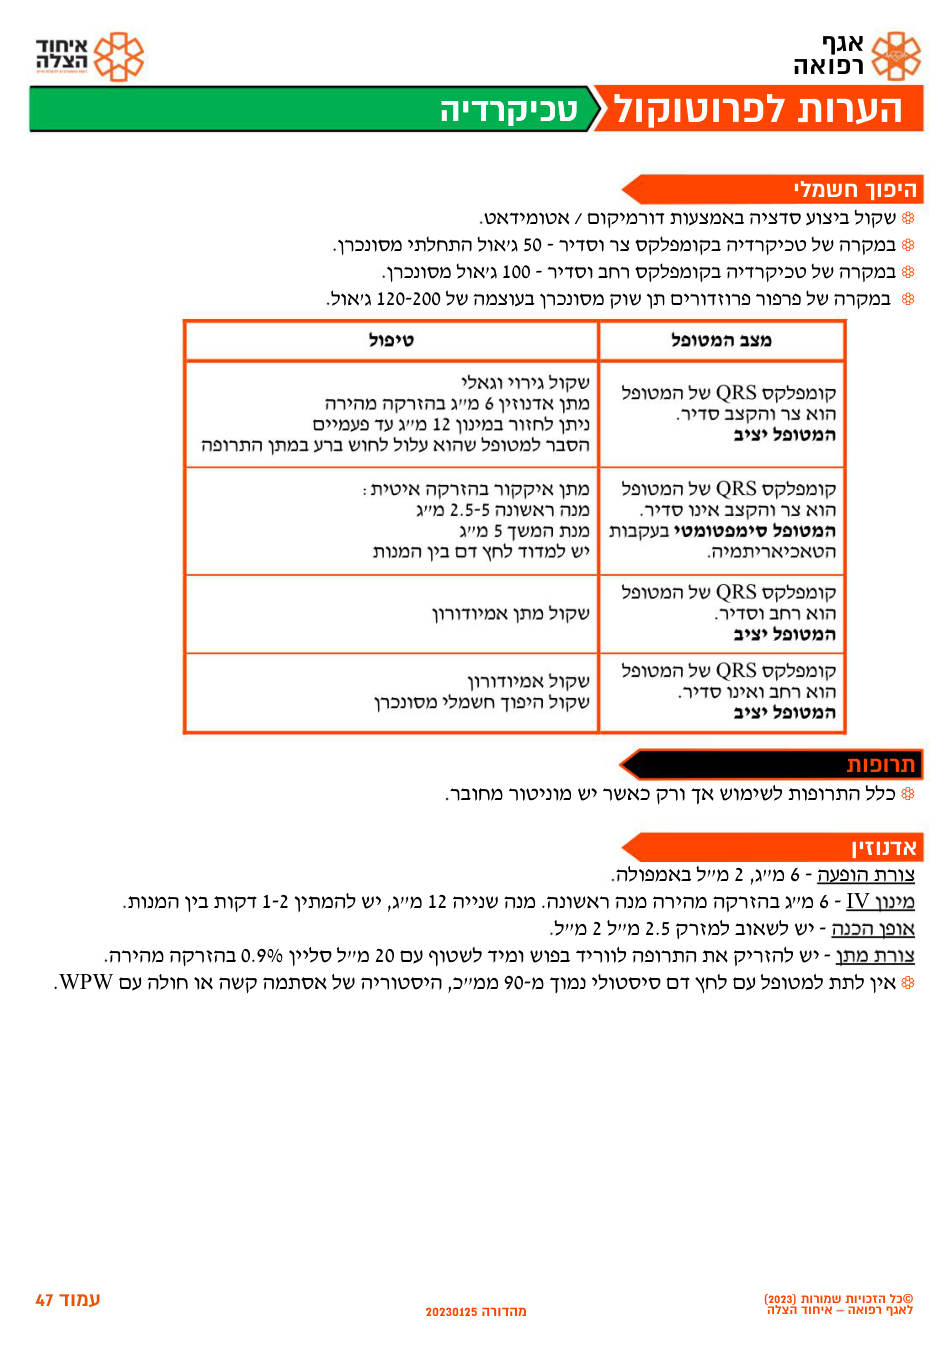 אגף
רפואה
איחוד
הצלה
הערות לפרוטוקול
טכיקרדיה
היפוך חשמלי
שקול ביצוע סדציה באמצעות דורמיקום / אטומידאט.
במקרה של טכיקרדיה בקומפלקס צר וסדיר - 50 ג'אול התחלתי מסונכרן.
במקרה של טכיקרדיה בקומפלקס רחב וסדיר - 100 ג'אול מסונכרן.
במקרה של פרפור פרוזדורים תן שוק מסונכרן בעוצמה של 120-200 ג'אול.
מצב המטופל
טיפול
קומפלקס QRS של המטופל
הוא צר והקצב סדיר.
המטופל יציב
שקול גירוי וגאלי
מתן אדנוזין 6 מ"ג בהזרקה מהירה
ניתן לחזור במינון 12 מ"ג עד פעמיים
הסבר למטופל שהוא עלול לחוש ברע במתן התרופה
קומפלקס QRS של המטופל
הוא צר והקצב אינו סדיר.
המטופל סימפטומטי בעקבות
הטאכיאריתמיה.
מתן איקקור בהזרקה איטית:
מנה ראשונה 2.5-5 מ"ג
מנת המשך 5 מ"ג
יש למדוד לחץ דם בין המנות
קומפלקס QRS של המטופל
הוא רחב וסדיר.
המטופל יציב
שקול מתן אמיודורון
קומפלקס QRS של המטופל
הוא רחב ואינו סדיר.
המטופל יציב
שקול אמיודורון
שקול היפוך חשמלי מסונכרן
תרופות
כלל התרופות לשימוש אך ורק כאשר יש מוניטור מחובר.
אדנוזין
צורת הופעה - 6 מ"ג, 2 מ"ל באמפולה.
מינון IV - 6 מ"ג בהזרקה מהירה מנה ראשונה. מנה שנייה 12 מ"ג, יש להמתין 1-2 דקות בין המנות.
אופן הכנה - יש לשאוב למזרק 2.5 מ"ל 2 מ"ל.
צורת מתן - יש להזריק את התרופה לווריד בפוש ומיד לשטוף עם 20 מ"ל סליין 0.9% בהזרקה מהירה.
אין לתת למטופל עם לחץ דם סיסטולי נמוך מ-90 ממ"כ, היסטוריה של אסתמה קשה או חולה עם WPW.
©כל הזכויות שמורות (2023)
לאגף רפואה – איחוד הצלה
מהדורה 20230125
עמוד 47